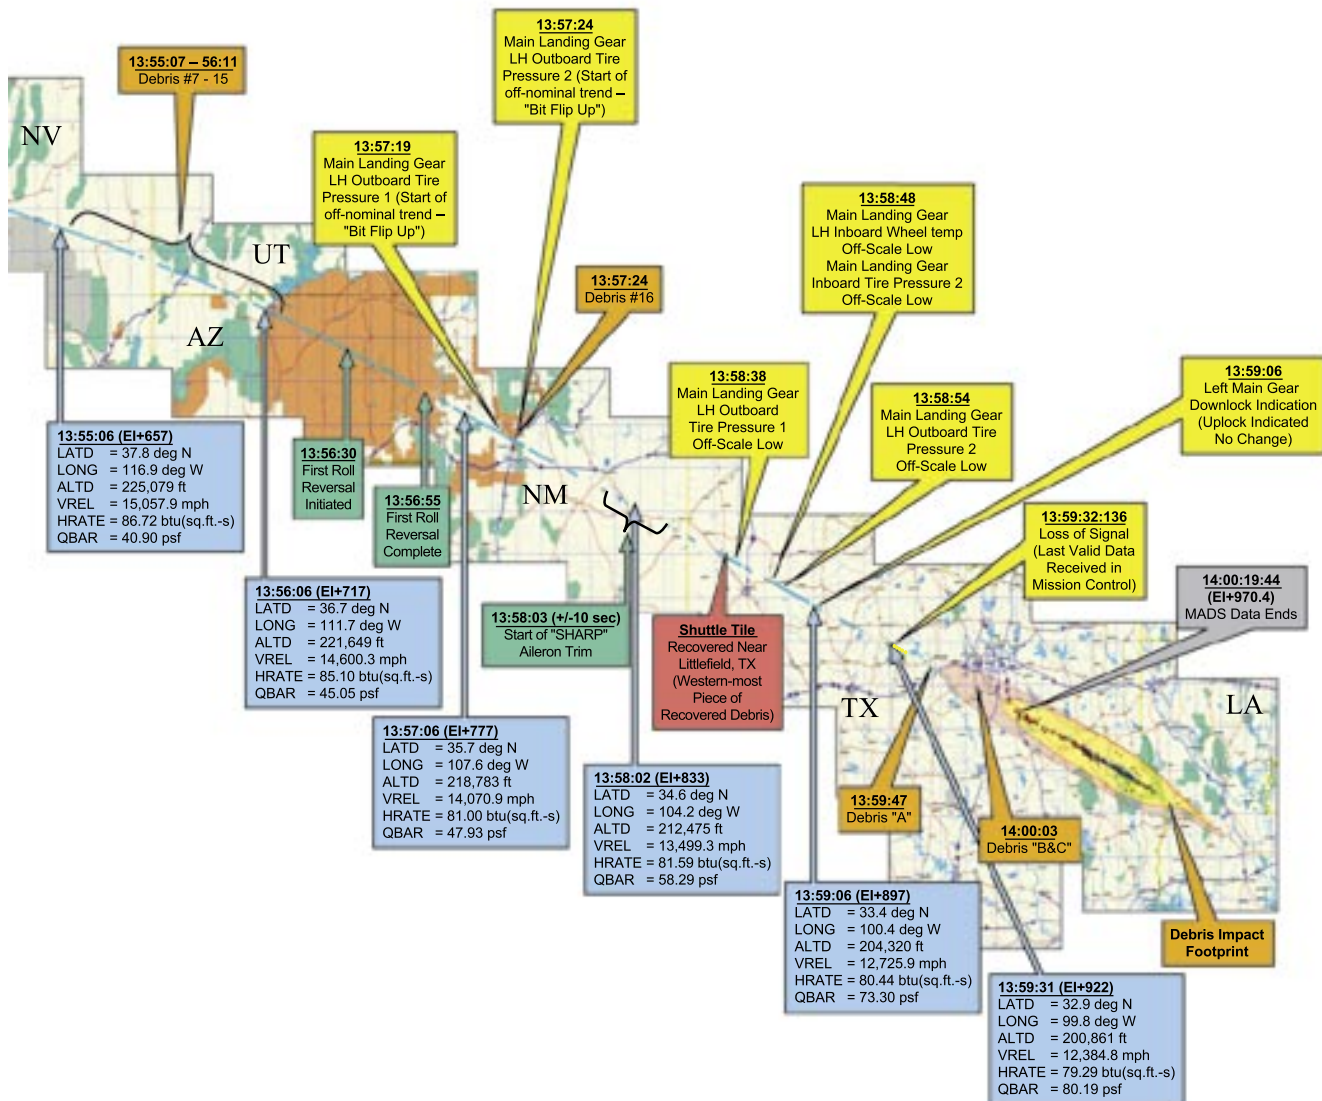 13:57:24
Main Landing Gear
LH Outboard Tire
Pressure 2 (Start of
off-nominal trend –
"Bit Flip Up")
13:55:07 – 56:11
Debris #7 - 15
NV
13:57:19
Main Landing Gear
LH Outboard Tire
Pressure 1 (Start of
off-nominal trend –
"Bit Flip Up")
13:58:48
Main Landing Gear
LH Inboard Wheel temp
Off-Scale Low
Main Landing Gear
Inboard Tire Pressure 2
Off-Scale Low
UT
13:57:24
Debris #16
AZ
13:58:38
Main Landing Gear
LH Outboard
Tire Pressure 1
Off-Scale Low
13:58:54
Main Landing Gear
LH Outboard Tire
Pressure 2
Off-Scale Low
13:59:06
Left Main Gear
Downlock Indication
(Uplock Indicated
No Change)
13:55:06 (EI+657)
LATD = 37.8 deg N
LONG = 116.9 deg W
ALTD = 225,079 ft
VREL = 15,057.9 mph
HRATE = 86.72 btu(sq.ft.-s)
QBAR = 40.90 psf
13:56:30
First Roll
Reversal
Initiated
13:56:55
First Roll
Reversal
Complete
NM
13:59:32:136
Loss of Signal
(Last Valid Data
Received in
Mission Control)
13:56:06 (EI+717)
LATD = 36.7 deg N
LONG = 111.7 deg W
ALTD = 221,649 ft
VREL = 14,600.3 mph
HRATE = 85.10 btu(sq.ft.-s)
QBAR = 45.05 psf
13:58:03 (+/-10 sec)
Start of "SHARP"
Aileron Trim
Shuttle Tile
Recovered Near
Littlefield, TX
(Western-most
Piece of
Recovered Debris)
14:00:19:44
(EI+970.4)
MADS Data Ends
TX
LA
13:57:06 (EI+777)
LATD = 35.7 deg N
LONG = 107.6 deg W
ALTD = 218,783 ft
VREL = 14,070.9 mph
HRATE = 81.00 btu(sq.ft.-s)
QBAR = 47.93 psf
13:58:02 (EI+833)
LATD = 34.6 deg N
LONG = 104.2 deg W
ALTD = 212,475 ft
VREL = 13,499.3 mph
HRATE = 81.59 btu(sq.ft.-s)
QBAR = 58.29 psf
13:59:47
Debris "A"
14:00:03
Debris "B&C"
13:59:06 (EI+897)
LATD = 33.4 deg N
LONG = 100.4 deg W
ALTD = 204,320 ft
VREL = 12,725.9 mph
HRATE = 80.44 btu(sq.ft.-s)
QBAR = 73.30 psf
Debris Impact
Footprint
13:59:31 (EI+922)
LATD = 32.9 deg N
LONG = 99.8 deg W
ALTD = 200,861 ft
VREL = 12,384.8 mph
HRATE = 79.29 btu(sq.ft.-s)
QBAR = 80.19 psf